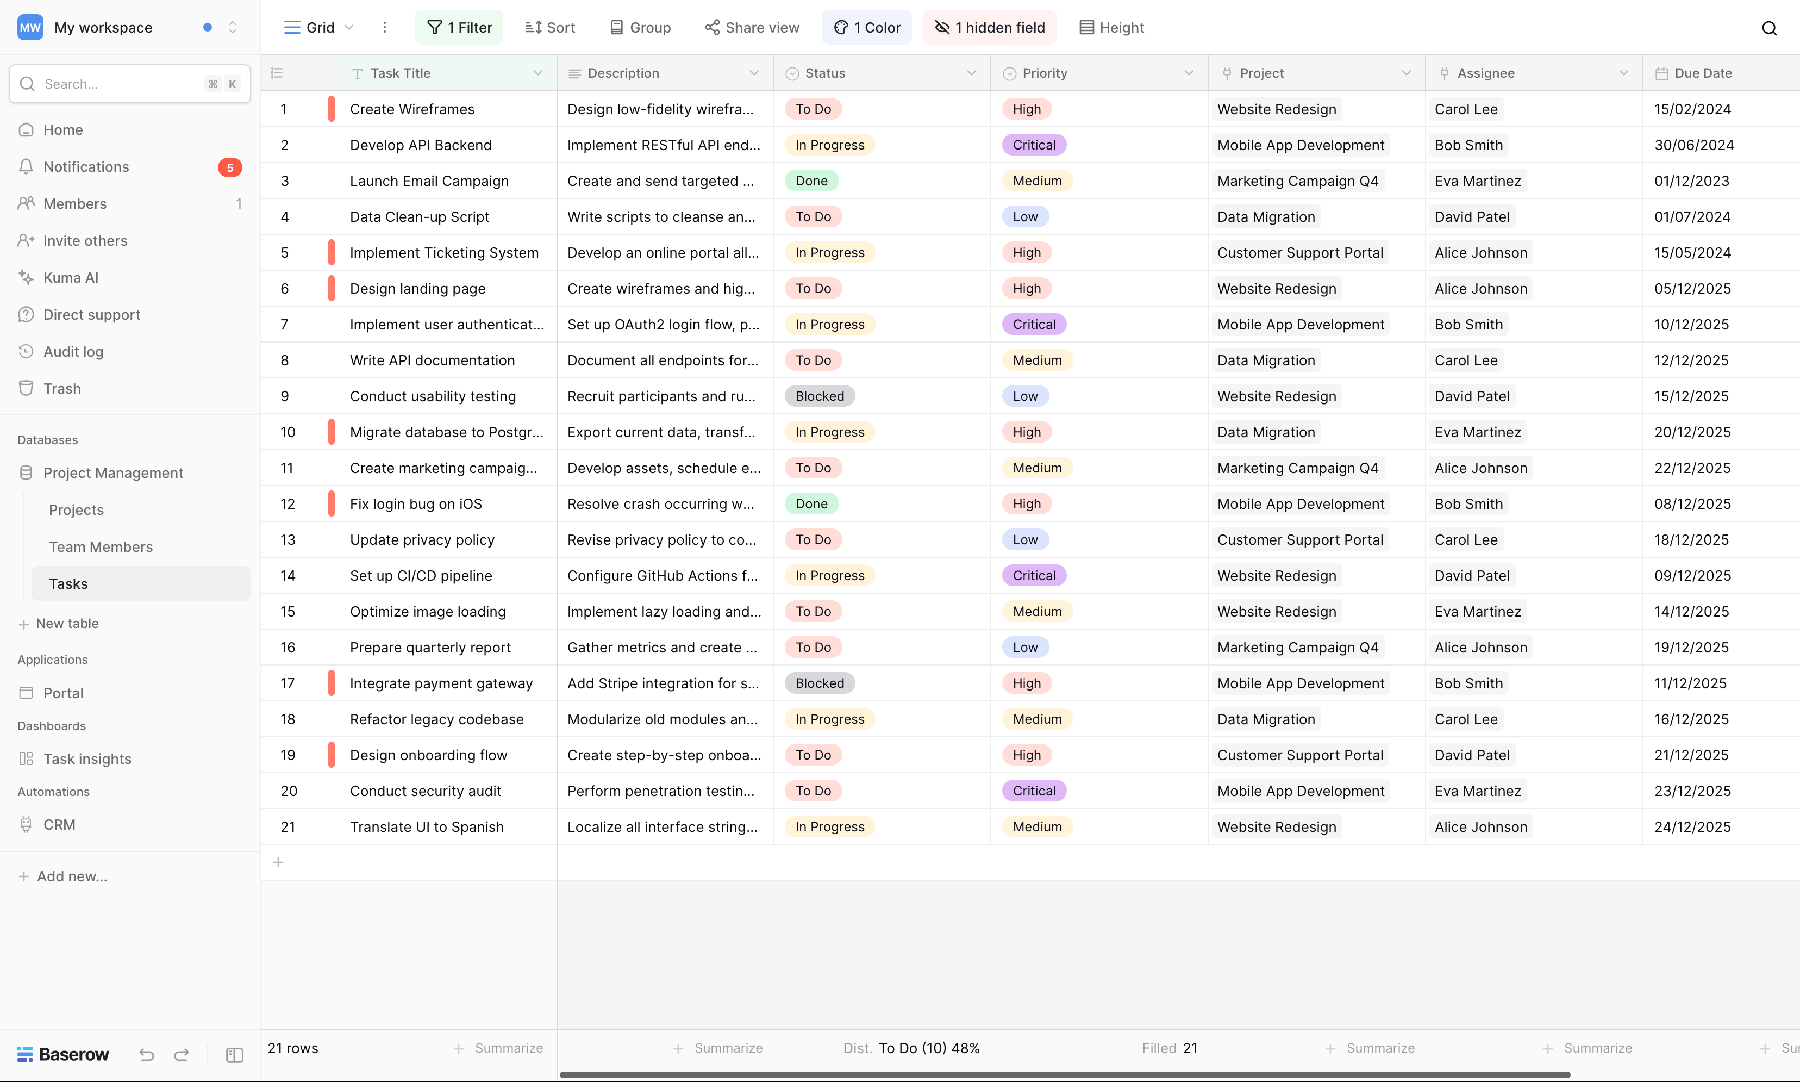 MW My workspace
Search... ⌘ K
Home
Notifications 5
Members 1
Invite others
Kuma AI
Direct support
Audit log
Trash
Databases
Project Management
Projects
Team Members
Tasks
New table
Applications
Portal
Dashboards
Task insights
Automations
CRM
Add new...
Baserow
Grid 1 Filter Sort Group Share view 1 Color 1 hidden field Height
Task Title Description Status Priority Project Assignee Due Date
1 Create Wireframes Design low-fidelity wirefra... To Do High Website Redesign Carol Lee 15/02/2024
2 Develop API Backend Implement RESTful API end... In Progress Critical Mobile App Development Bob Smith 30/06/2024
3 Launch Email Campaign Create and send targeted ... Done Medium Marketing Campaign Q4 Eva Martinez 01/12/2023
4 Data Clean-up Script Write scripts to cleanse an... To Do Low Data Migration David Patel 01/07/2024
5 Implement Ticketing System Develop an online portal all... In Progress High Customer Support Portal Alice Johnson 15/05/2024
6 Design landing page Create wireframes and hig... To Do High Website Redesign Alice Johnson 05/12/2025
7 Implement user authenticat... Set up OAuth2 login flow, p... In Progress Critical Mobile App Development Bob Smith 10/12/2025
8 Write API documentation Document all endpoints for... To Do Medium Data Migration Carol Lee 12/12/2025
9 Conduct usability testing Recruit participants and ru... Blocked Low Website Redesign David Patel 15/12/2025
10 Migrate database to Postgr... Export current data, transf... In Progress High Data Migration Eva Martinez 20/12/2025
11 Create marketing campaig... Develop assets, schedule e... To Do Medium Marketing Campaign Q4 Alice Johnson 22/12/2025
12 Fix login bug on iOS Resolve crash occurring w... Done High Mobile App Development Bob Smith 08/12/2025
13 Update privacy policy Revise privacy policy to co... To Do Low Customer Support Portal Carol Lee 18/12/2025
14 Set up CI/CD pipeline Configure GitHub Actions f... In Progress Critical Website Redesign David Patel 09/12/2025
15 Optimize image loading Implement lazy loading and... To Do Medium Website Redesign Eva Martinez 14/12/2025
16 Prepare quarterly report Gather metrics and create ... To Do Low Marketing Campaign Q4 Alice Johnson 19/12/2025
17 Integrate payment gateway Add Stripe integration for s... Blocked High Mobile App Development Bob Smith 11/12/2025
18 Refactor legacy codebase Modularize old modules an... In Progress Medium Data Migration Carol Lee 16/12/2025
19 Design onboarding flow Create step-by-step onboa... To Do High Customer Support Portal David Patel 21/12/2025
20 Conduct security audit Perform penetration testin... To Do Critical Mobile App Development Eva Martinez 23/12/2025
21 Translate UI to Spanish Localize all interface string... In Progress Medium Website Redesign Alice Johnson 24/12/2025
21 rows Summarize Summarize Dist. To Do (10) 48% Filled 21 Summarize Summarize Su